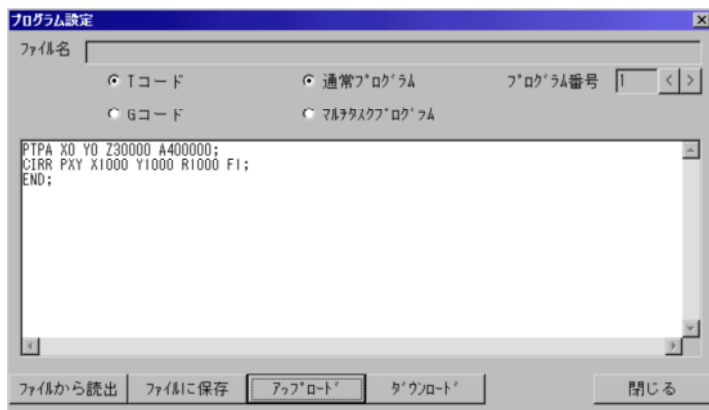 プログラム設定
ファイル名
Tコード 通常プログラム プログラム番号 1 < >
Gコード マルチタスクプログラム
PTPA X0 Y0 Z30000 A400000;
CIRR PXY X1000 Y1000 R1000 F1;
END;
ファイルから読出 ファイルに保存 アップロード ダウンロード 閉じる